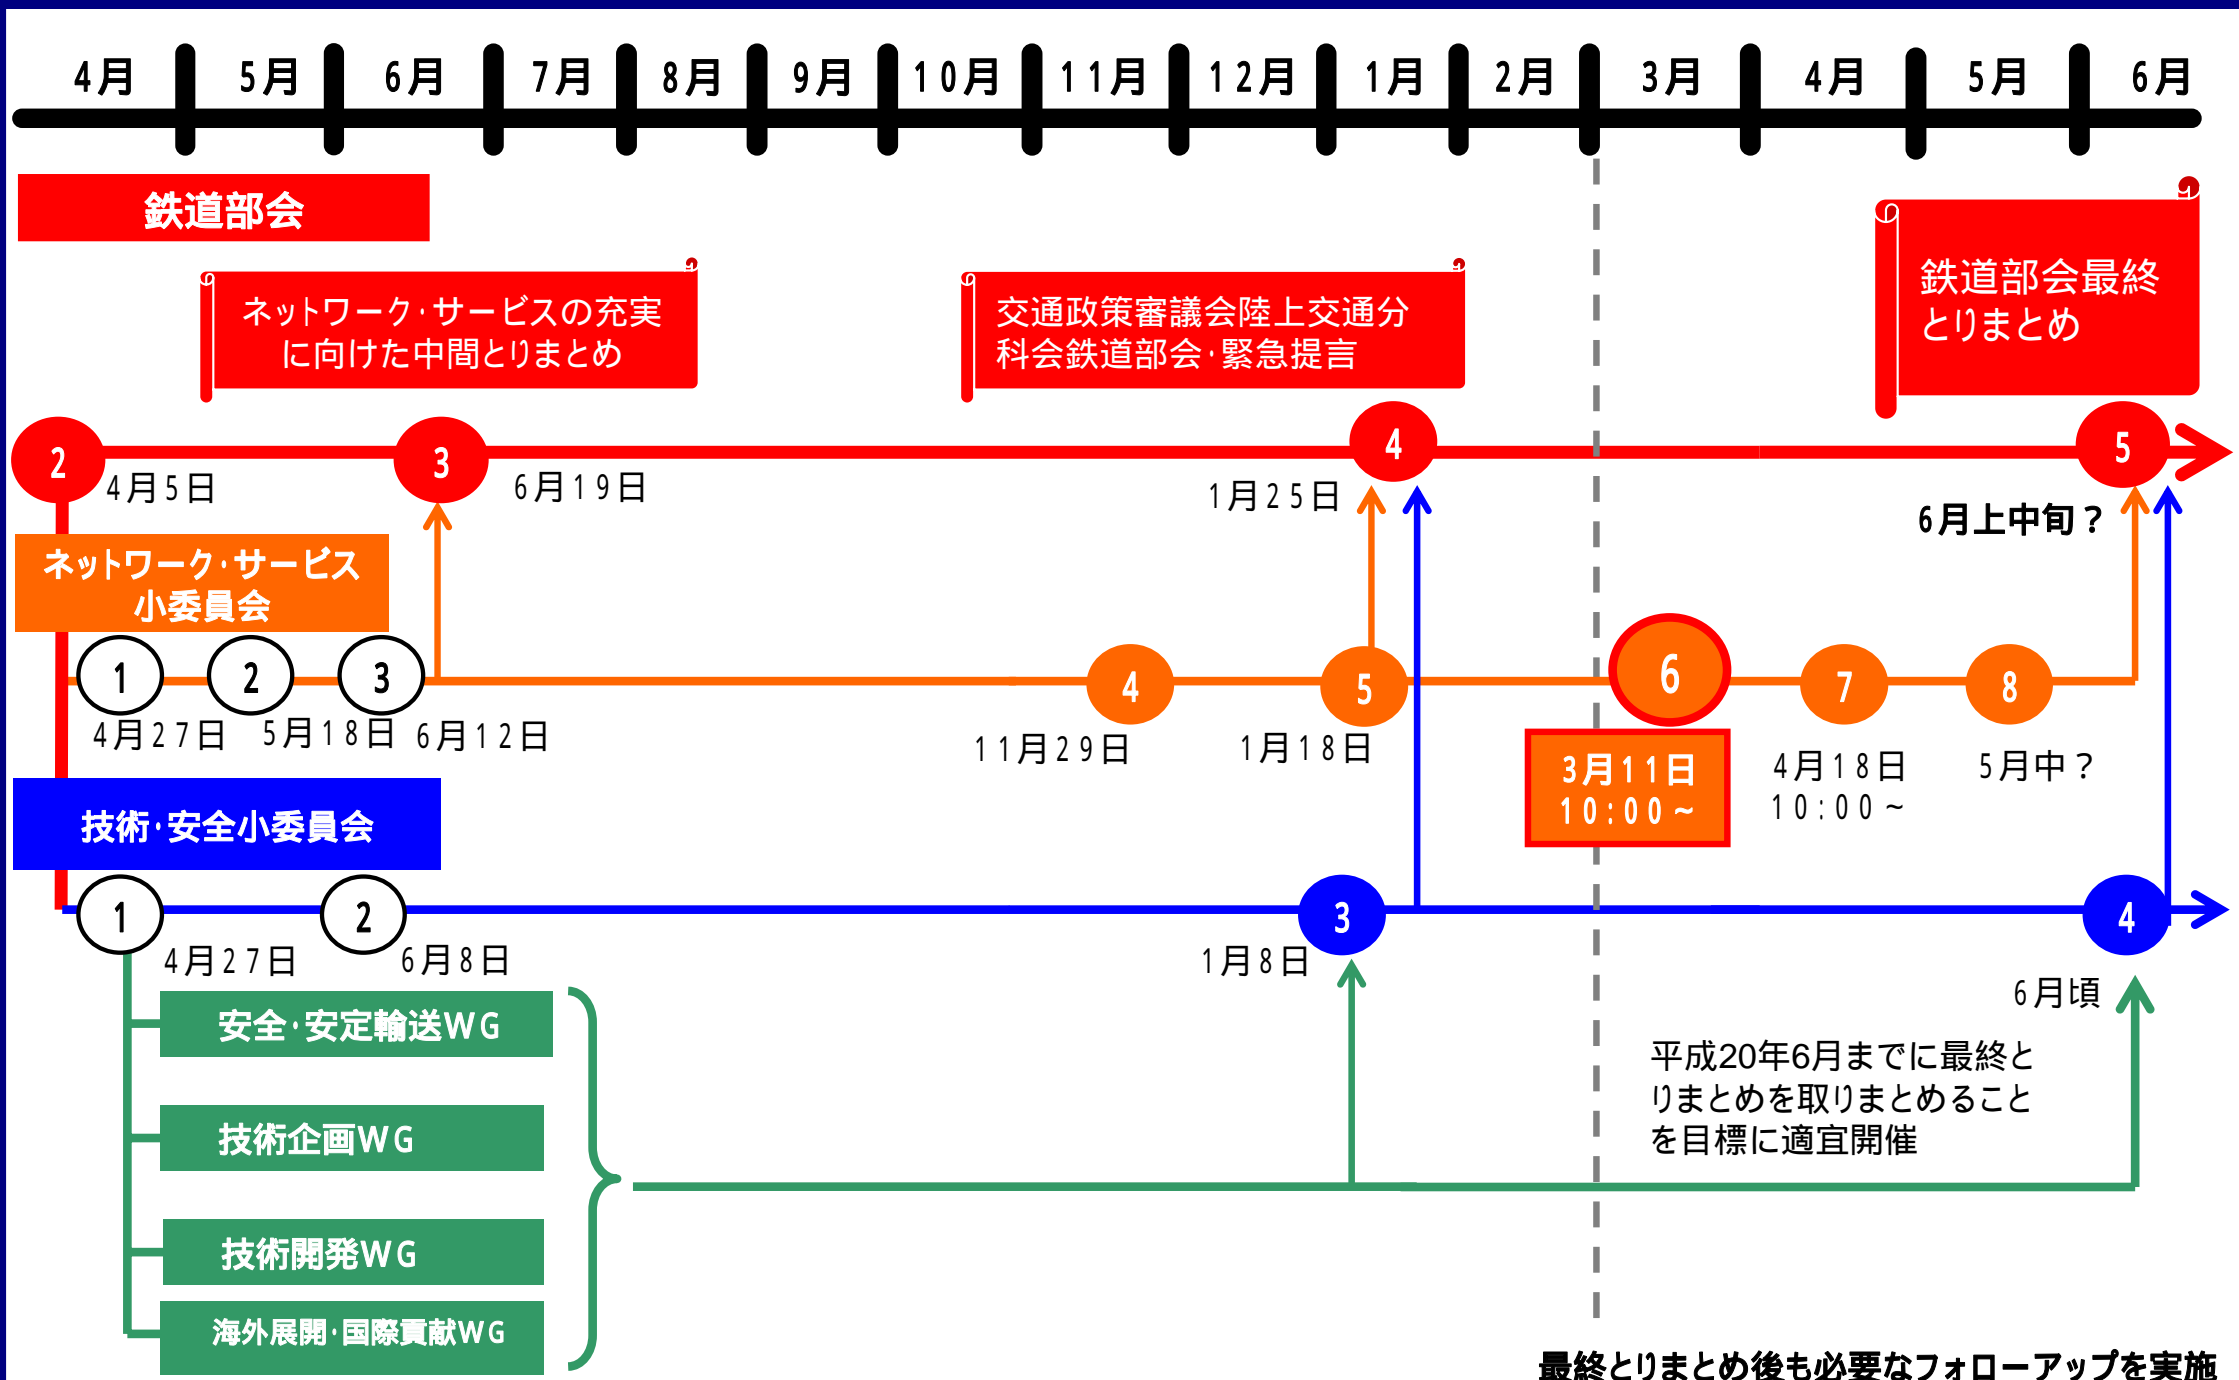 4月 5月 6月 7月 8月 9月 10月 11月 12月 1月 2月 3月 4月 5月 6月
鉄道部会
ネットワーク・サービスの充実
に向けた中間とりまとめ
交通政策審議会陸上交通分
科会鉄道部会・緊急提言
鉄道部会最終
とりまとめ
2
3
4
5
4月5日
6月19日
1月25日
6月上中旬？
ネットワーク・サービス
小委員会
1
2
3
4
5
6
7
8
4月27日
5月18日
6月12日
11月29日
1月18日
3月11日
10:00～
4月18日
10:00～
5月中？
技術・安全小委員会
1
2
3
4
4月27日
6月8日
1月8日
6月頃
安全・安定輸送WG
技術企画WG
技術開発WG
海外展開・国際貢献WG
平成20年6月までに最終と
りまとめを取りまとめること
を目標に適宜開催
最終とりまとめ後も必要なフォローアップを実施